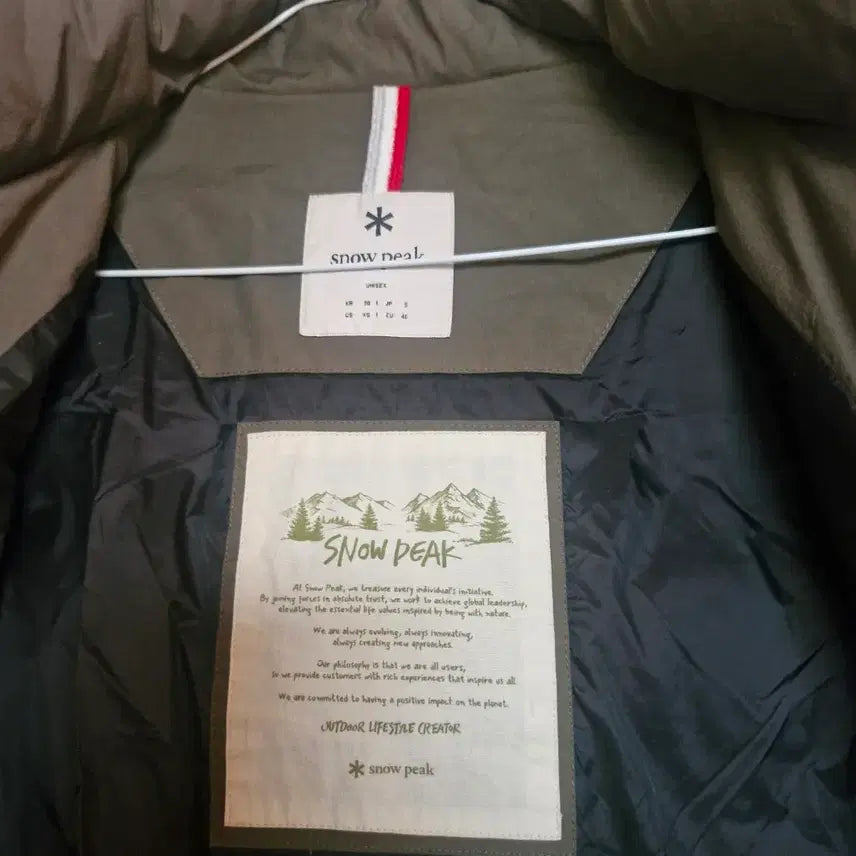 snow peak
UNISEX
KR 90 | JP S
US XS | EU 46
SNOW PEAK
At Snow Peak, we treasure every individual's initiative.
By joining forces in absolute trust, we work to achieve global leadership,
elevating the essential life values inspired by being with nature.
We are always evolving, always innovating,
always creating new approaches.
Our philosophy is that we are all users,
so we provide customers with rich experiences that inspire us all.
We are committed to having a positive impact on the planet.
OUTDOOR LIFESTYLE CREATOR
snow peak